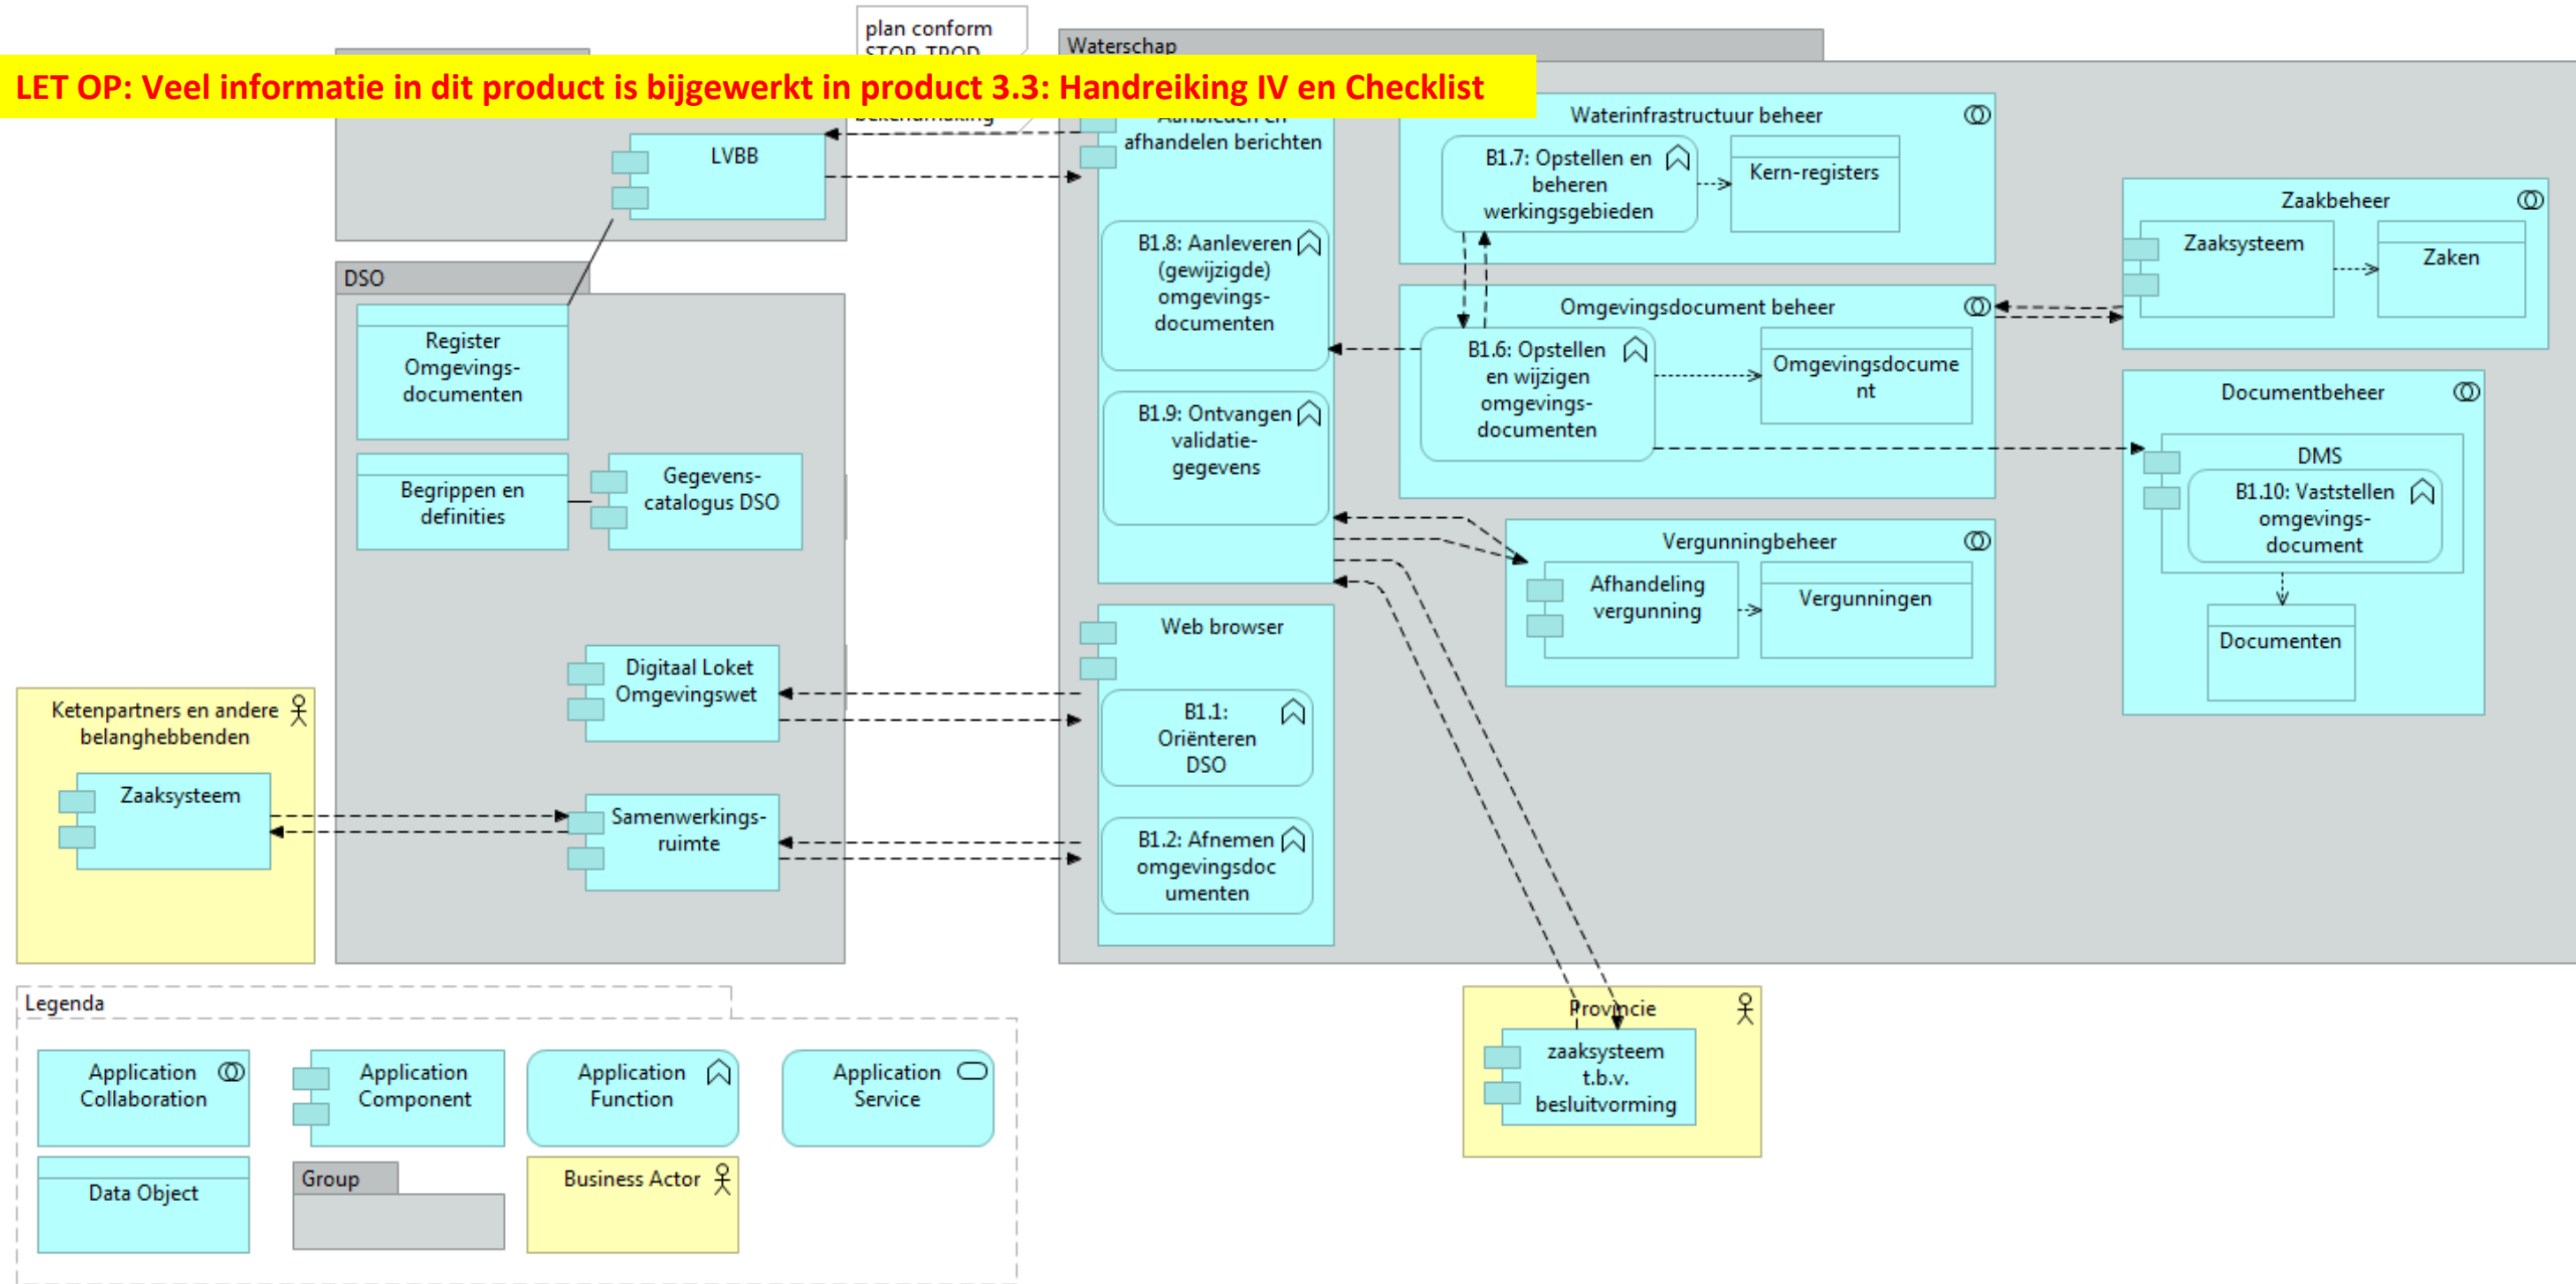 plan conform
Waterschap
LET OP: Veel informatie in dit product is bijgewerkt in product 3.3: Handreiking IV en Checklist
afhandelen berichten
LVBB
B1.8: Aanleveren
(gewijzigde)
omgevings-
documenten
B1.9: Ontvangen
validatie-
gegevens
Waterinfrastructuur beheer
B1.7: Opstellen en
beheren
werkingsgebieden
Kern-registers
Omgevingsdocument beheer
B1.6: Opstellen
en wijzigen
omgevings-
documenten
Omgevingsdocume
nt
Zaakbeheer
Zaaksysteem
Zaken
Documentbeheer
DMS
B1.10: Vaststellen
omgevings-
document
Documenten
Vergunningbeheer
Afhandeling
vergunning
Vergunningen
DSO
Register
Omgevings-
documenten
Begrippen en
definities
Gegevens-
catalogus DSO
Digitaal Loket
Omgevingswet
Samenwerkings-
ruimte
Web browser
B1.1:
Oriënteren
DSO
B1.2: Afnemen
omgevingsdoc
umenten
Ketenpartners en andere
belanghebbenden
Zaaksysteem
Provincie
zaaksysteem
t.b.v.
besluitvorming
Legenda
Application
Collaboration
Application
Component
Application
Function
Application
Service
Data Object
Group
Business Actor